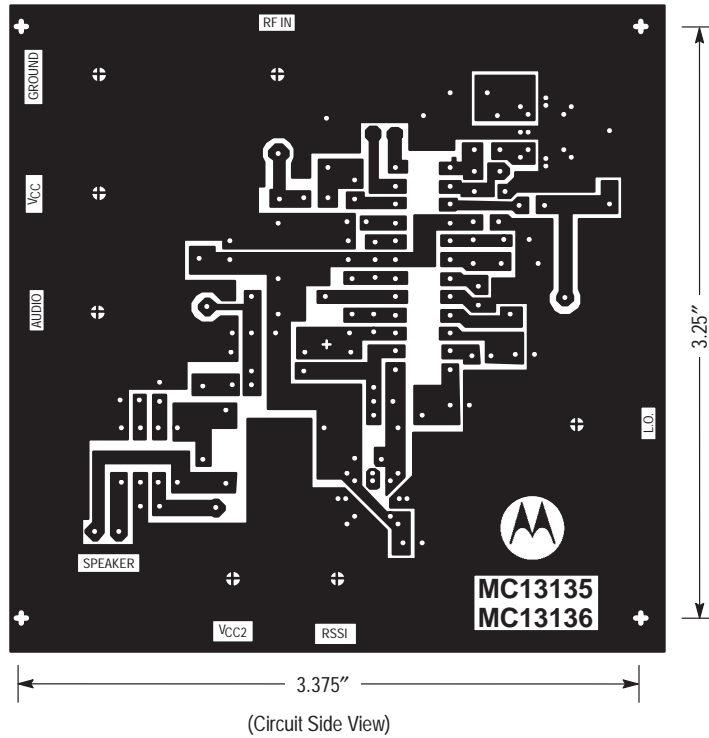 RF IN
GROUND
VCC
AUDIO
3.25″
L.O.
SPEAKER
MC13135
MC13136
VCC2
RSSI
3.375″
(Circuit Side View)